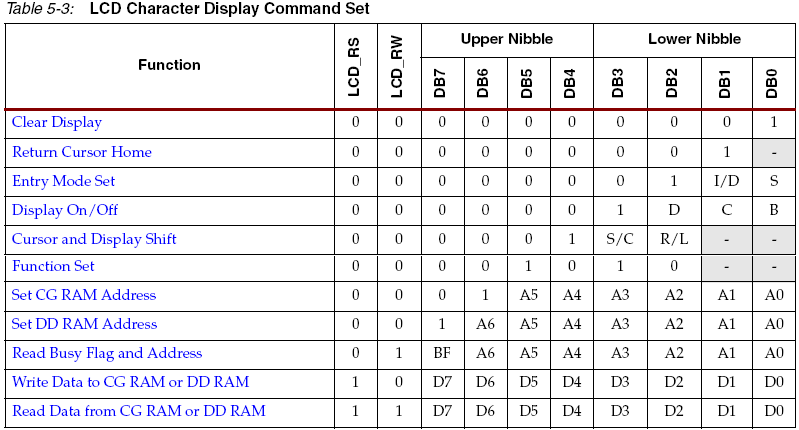 Table 5-3: LCD Character Display Command Set
Function LCD_RS LCD_RW Upper Nibble Lower Nibble
DB7 DB6 DB5 DB4 DB3 DB2 DB1 DB0
Clear Display 0 0 0 0 0 0 0 0 0 1
Return Cursor Home 0 0 0 0 0 0 0 0 1 -
Entry Mode Set 0 0 0 0 0 0 0 1 I/D S
Display On/Off 0 0 0 0 0 0 1 D C B
Cursor and Display Shift 0 0 0 0 0 1 S/C R/L - -
Function Set 0 0 0 0 1 0 1 0 - -
Set CG RAM Address 0 0 0 1 A5 A4 A3 A2 A1 A0
Set DD RAM Address 0 0 1 A6 A5 A4 A3 A2 A1 A0
Read Busy Flag and Address 0 1 BF A6 A5 A4 A3 A2 A1 A0
Write Data to CG RAM or DD RAM 1 0 D7 D6 D5 D4 D3 D2 D1 D0
Read Data from CG RAM or DD RAM 1 1 D7 D6 D5 D4 D3 D2 D1 D0